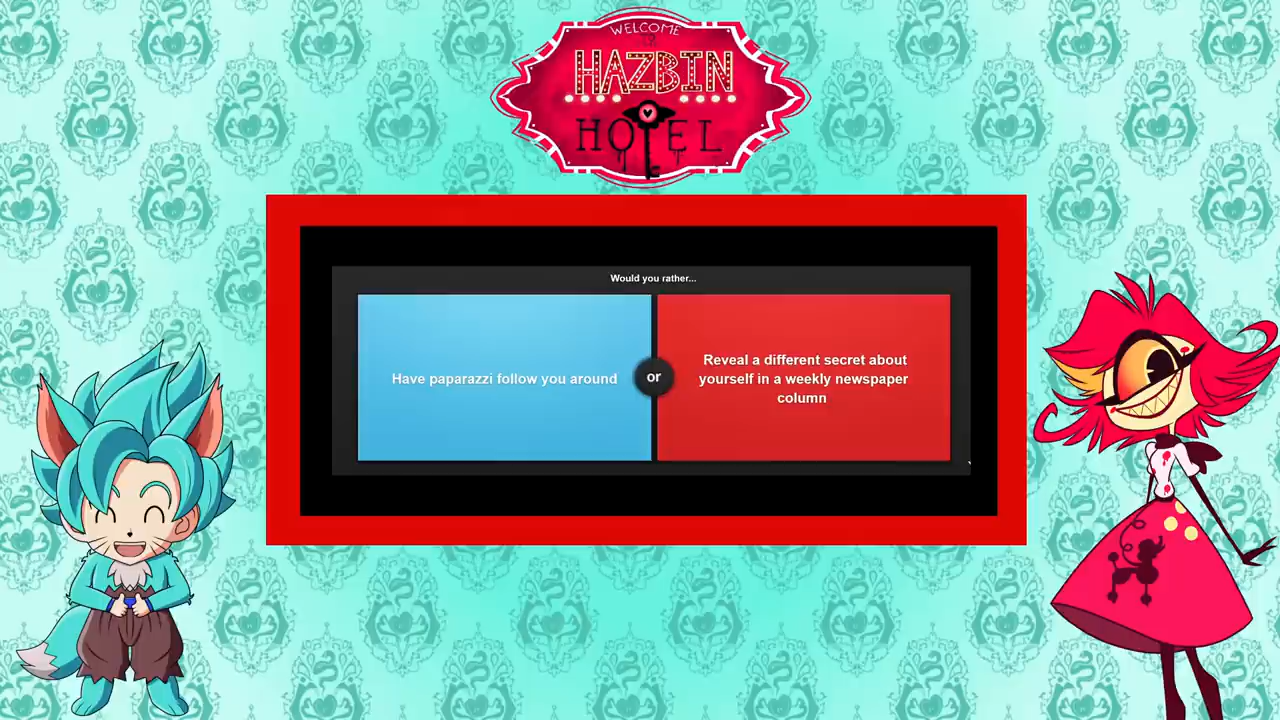 WELCOME
TO
HAZBIN
HOTEL
Would you rather...
Have paparazzi follow you around
or
Reveal a different secret about
yourself in a weekly newspaper
column